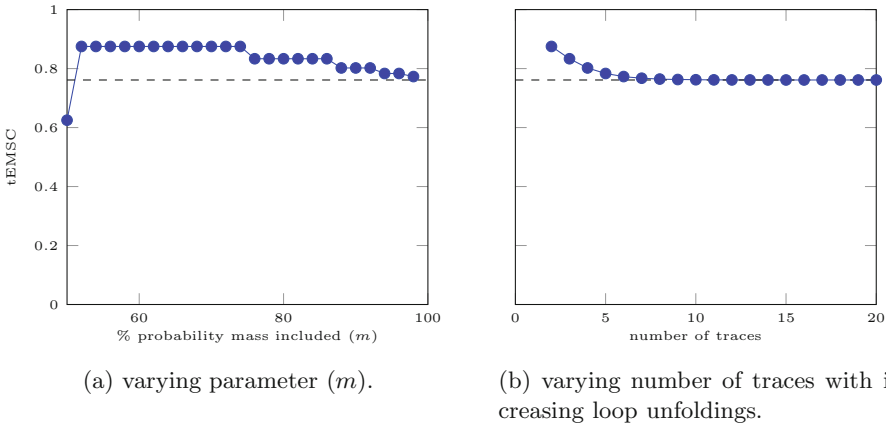 1
0.8
0.6
0.4
0.2
0
tEMSC
60
80
100
% probability mass included (m)
0
5
10
15
20
number of traces
(a) varying parameter (m).
(b) varying number of traces with i
creasing loop unfoldings.